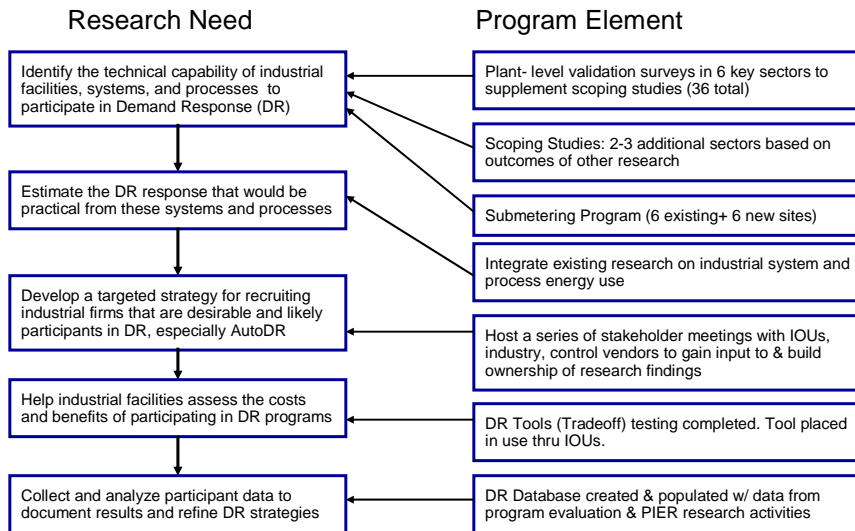 Research Need
Identify the technical capability of industrial
facilities, systems, and processes to
participate in Demand Response (DR)
Estimate the DR response that would be
practical from these systems and processes
Develop a targeted strategy for recruiting
industrial firms that are desirable and likely
participants in DR, especially AutoDR
Help industrial facilities assess the costs
and benefits of participating in DR programs
Collect and analyze participant data to
document results and refine DR strategies
Program Element
Plant- level validation surveys in 6 key sectors to
supplement scoping studies (36 total)
Scoping Studies: 2-3 additional sectors based on
outcomes of other research
Submetering Program (6 existing+ 6 new sites)
Integrate existing research on industrial system and
process energy use
Host a series of stakeholder meetings with IOUs,
industry, control vendors to gain input to & build
ownership of research findings
DR Tools (Tradeoff) testing completed. Tool placed
in use thru IOUs.
DR Database created & populated w/ data from
program evaluation & PIER research activities